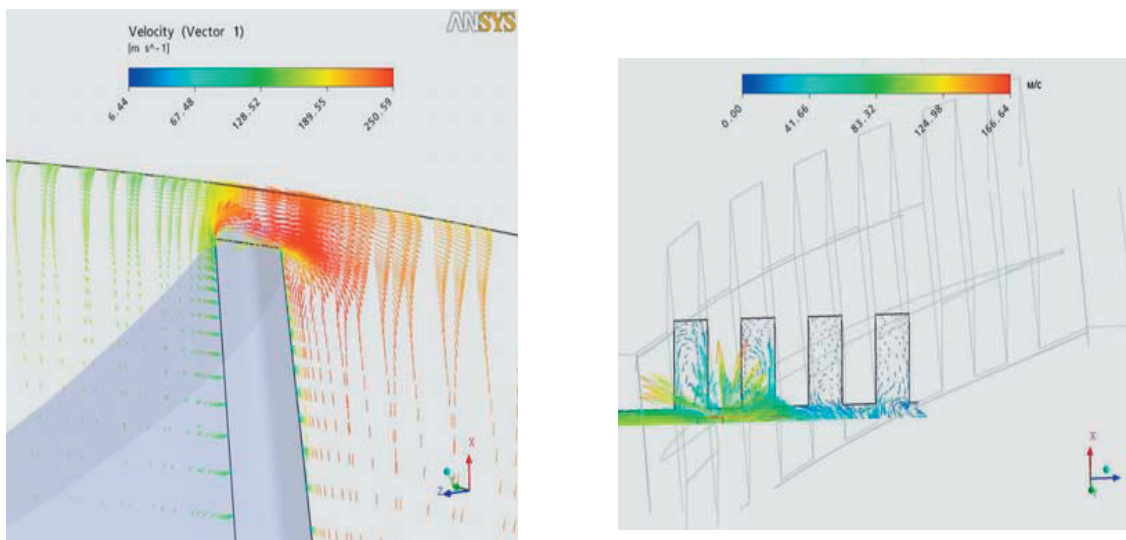 ANSYS
Velocity (Vector 1)
[m s^-1]
6.44
67.48
128.52
189.55
250.59
X
Z
м/с
0.00
41.66
83.32
124.98
166.64
X